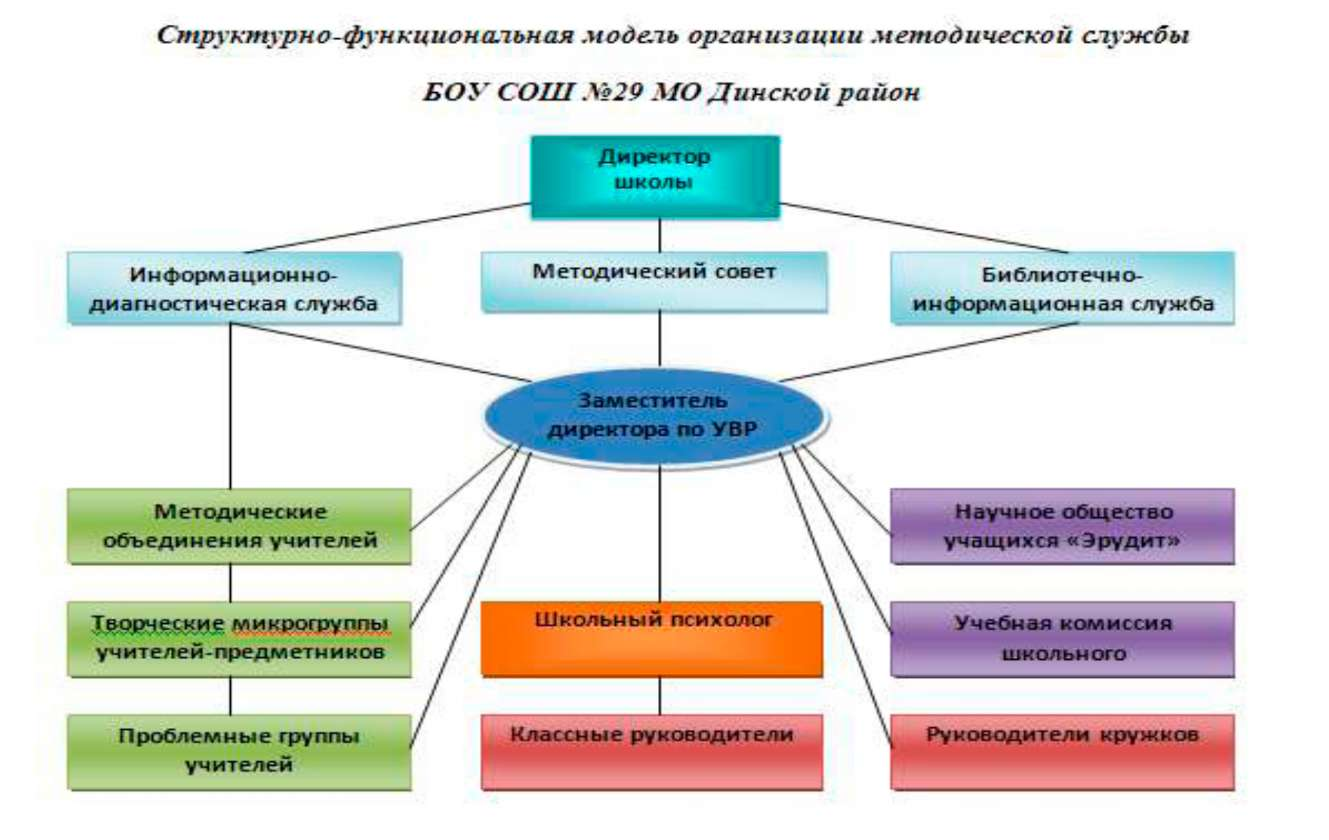 Структурно-функциональная модель организации методической службы
БОУ СОШ №29 МО Динской район
Директор
школы
Информационно-
диагностическая служба
Методический совет
Библиотечно-
информационная служба
Заместитель
директора по УВР
Методические
объединения учителей
Научное общество
учащихся «Эрудит»
Творческие микрогруппы
учителей-предметников
Школьный психолог
Учебная комиссия
школьного
Проблемные группы
учителей
Классные руководители
Руководители кружков